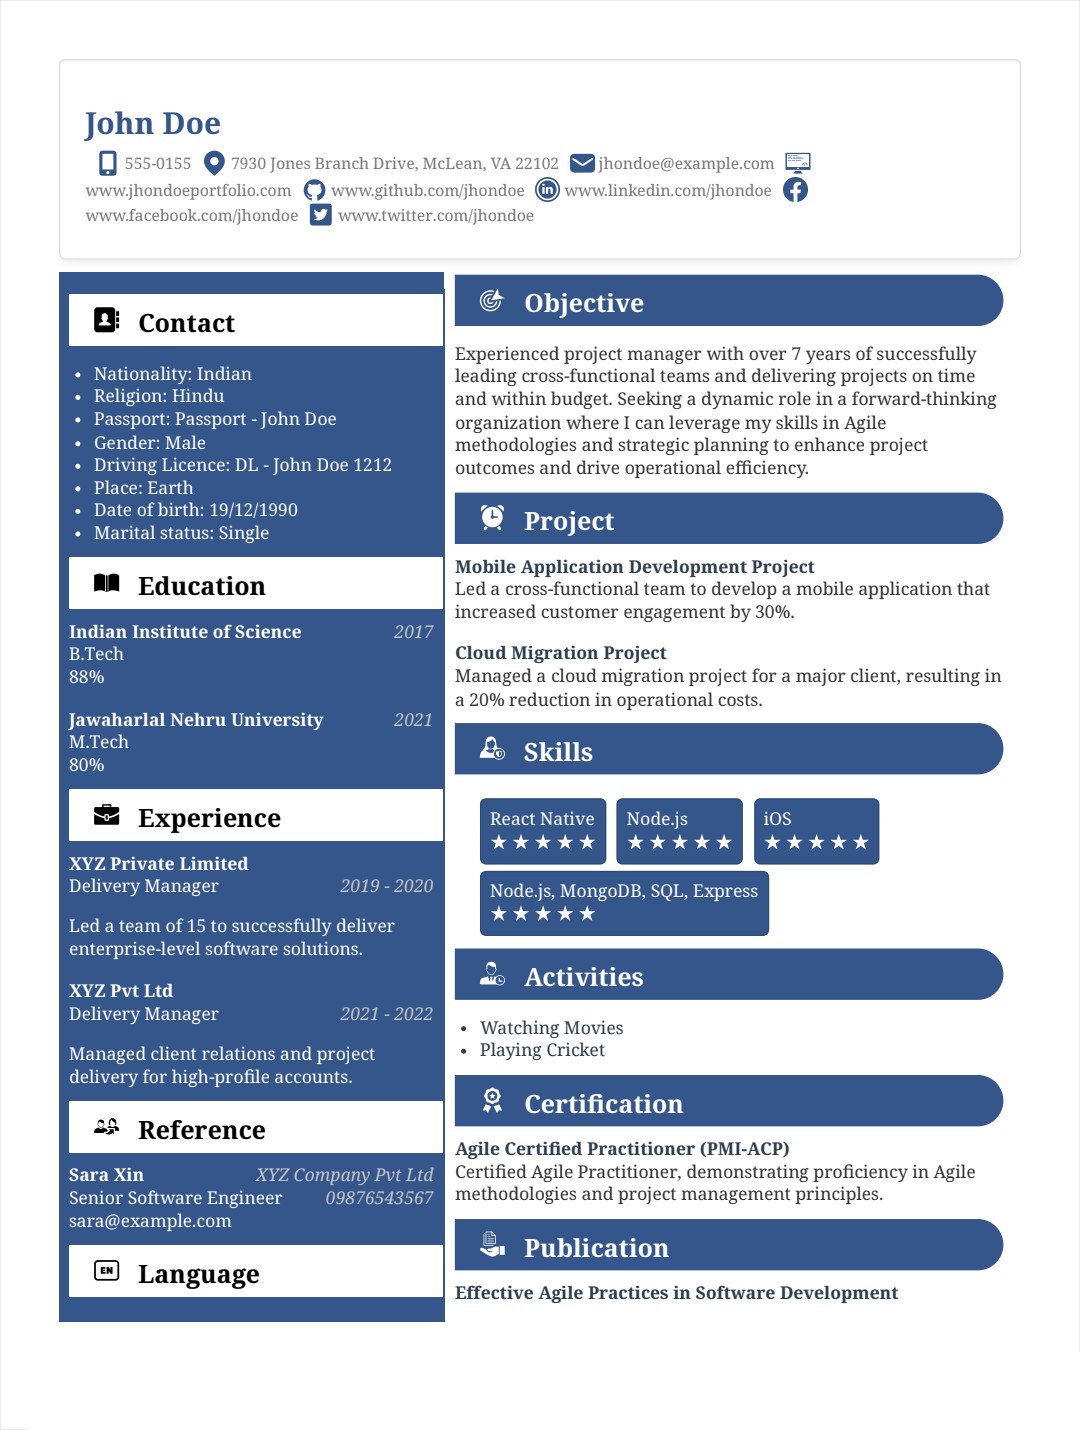 John Doe
555-0155 7930 Jones Branch Drive, McLean, VA 22102 jhondoe@example.com
www.jhondoeportfolio.com www.github.com/jhondoe www.linkedin.com/jhondoe
www.facebook.com/jhondoe www.twitter.com/jhondoe
Contact
• Nationality: Indian
• Religion: Hindu
• Passport: Passport - John Doe
• Gender: Male
• Driving Licence: DL - John Doe 1212
• Place: Earth
• Date of birth: 19/12/1990
• Marital status: Single
Education
Indian Institute of Science 2017
B.Tech
88%
Jawaharlal Nehru University 2021
M.Tech
80%
Experience
XYZ Private Limited
Delivery Manager 2019 - 2020
Led a team of 15 to successfully deliver
enterprise-level software solutions.
XYZ Pvt Ltd
Delivery Manager 2021 - 2022
Managed client relations and project
delivery for high-profile accounts.
Reference
Sara Xin XYZ Company Pvt Ltd
Senior Software Engineer 09876543567
sara@example.com
EN Language
Objective
Experienced project manager with over 7 years of successfully
leading cross-functional teams and delivering projects on time
and within budget. Seeking a dynamic role in a forward-thinking
organization where I can leverage my skills in Agile
methodologies and strategic planning to enhance project
outcomes and drive operational efficiency.
Project
Mobile Application Development Project
Led a cross-functional team to develop a mobile application that
increased customer engagement by 30%.
Cloud Migration Project
Managed a cloud migration project for a major client, resulting in
a 20% reduction in operational costs.
Skills
React Native Node.js iOS
★★★★★ ★★★★★ ★★★★★
Node.js, MongoDB, SQL, Express
★★★★★
Activities
• Watching Movies
• Playing Cricket
Certification
Agile Certified Practitioner (PMI-ACP)
Certified Agile Practitioner, demonstrating proficiency in Agile
methodologies and project management principles.
Publication
Effective Agile Practices in Software Development